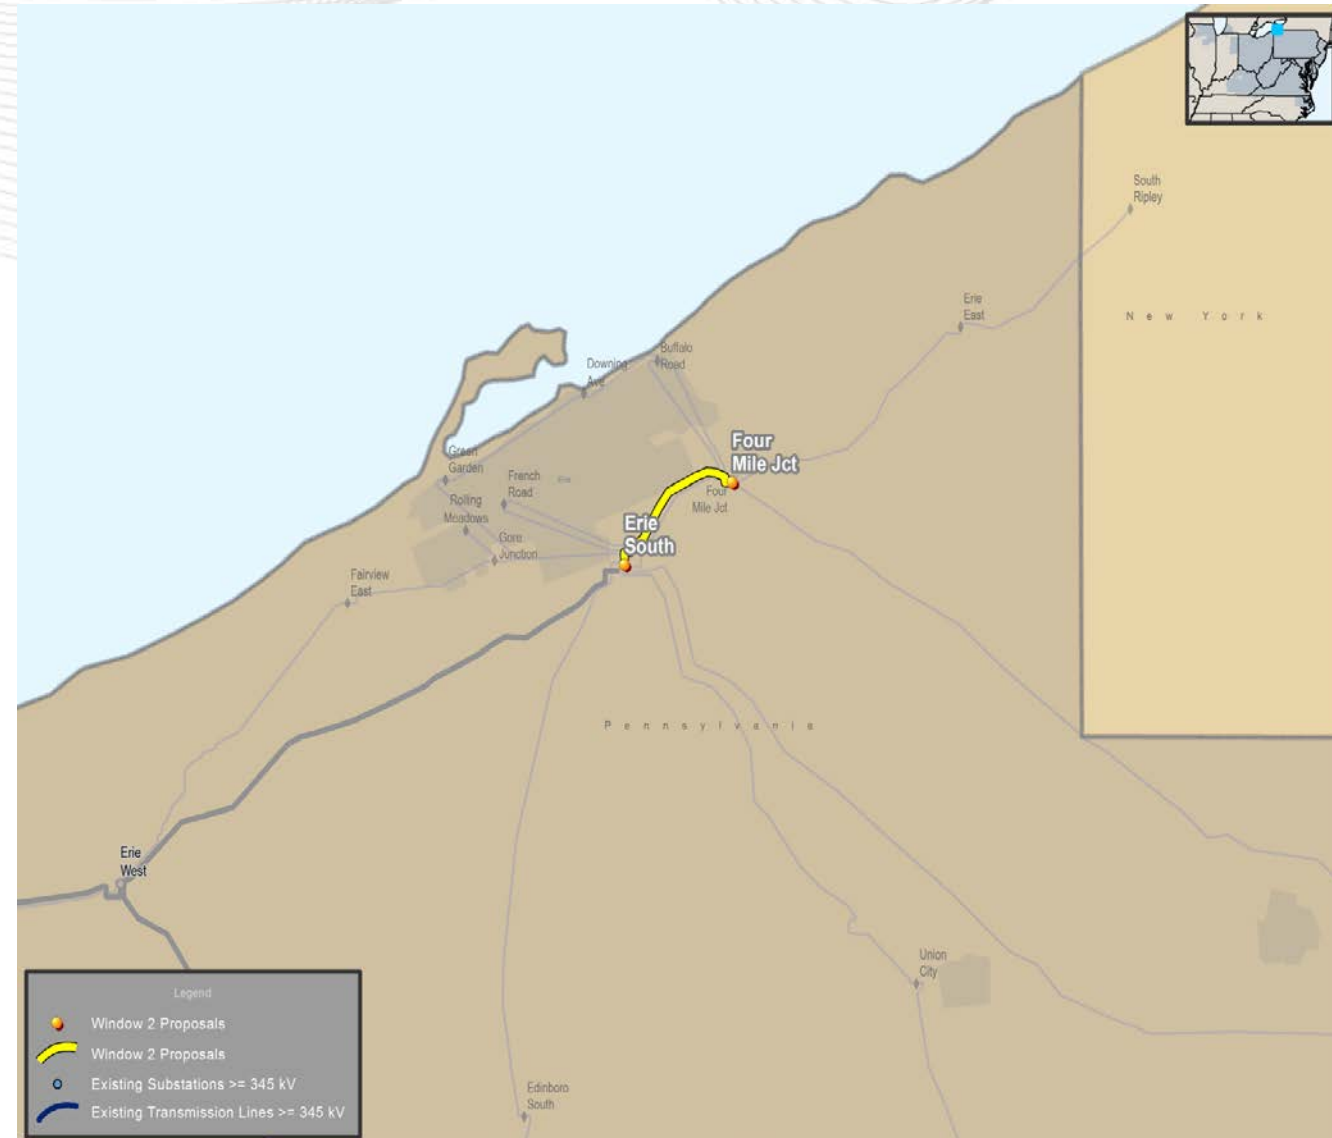 South
Ripley
Erie
East
New York
Buffalo
Road
Downing
Ave
Four
Mile Jct
Green
Garden
French
Road
Erie
Four
Mile Jct
Rolling
Meadows
Erie
South
Gore
Junction
Fairview
East
Pennsylvania
Erie
West
Union
City
Edinboro
South
Legend
Window 2 Proposals
Window 2 Proposals
Existing Substations >= 345 kV
Existing Transmission Lines >= 345 kV